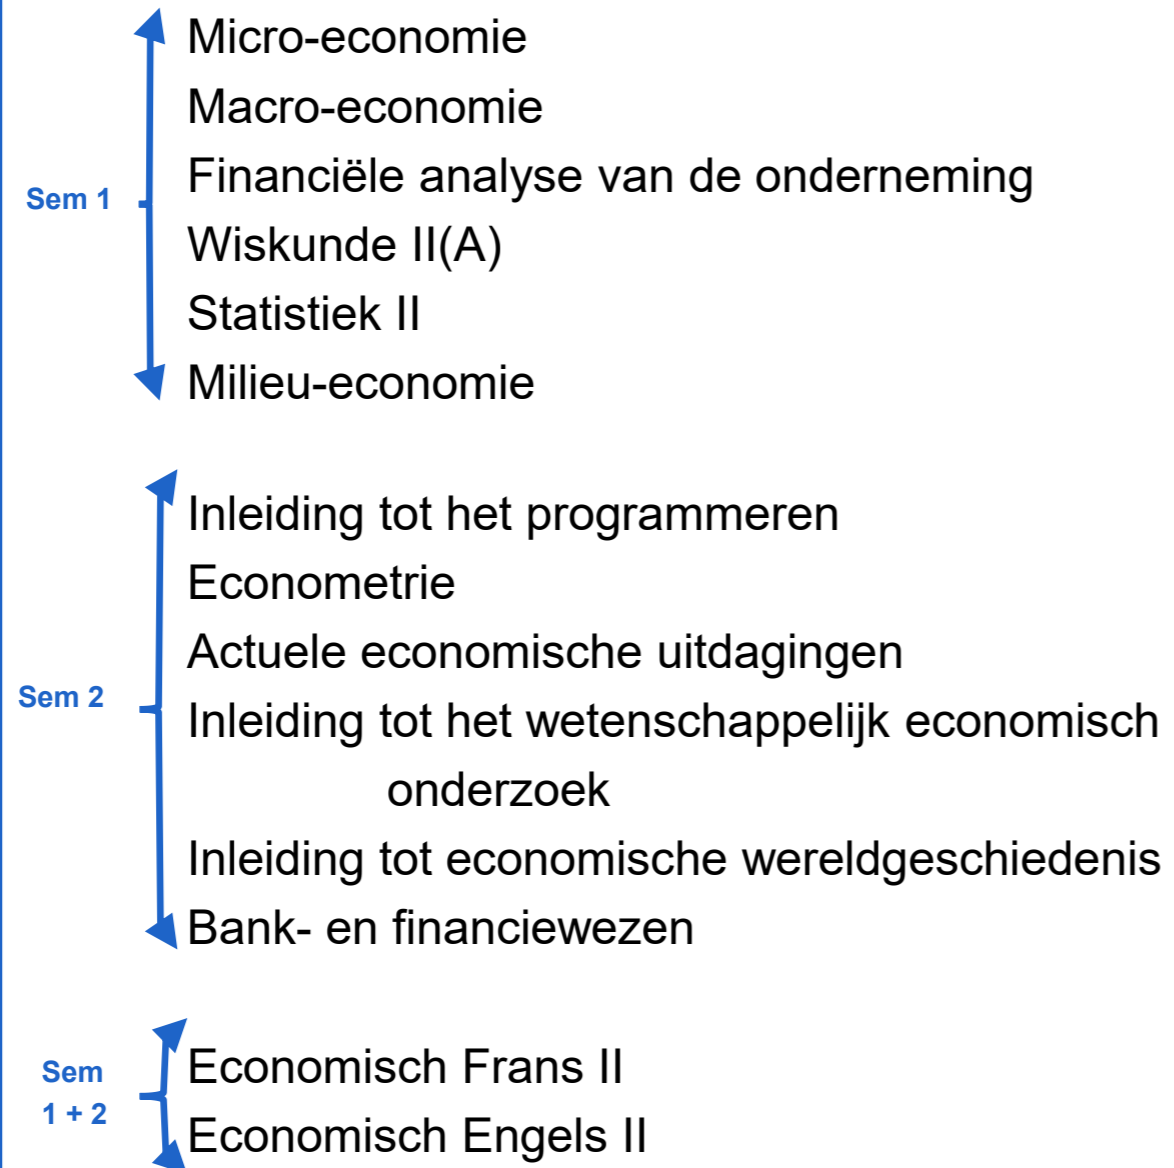 Micro-economie
Macro-economie
Financiële analyse van de onderneming
Sem 1
Wiskunde II(A)
Statistiek II
Milieu-economie
Inleiding tot het programmeren
Econometrie
Actuele economische uitdagingen
Sem 2
Inleiding tot het wetenschappelijk economisch
onderzoek
Inleiding tot economische wereldgeschiedenis
Bank- en financiewezen
Sem
1 + 2
Economisch Frans II
Economisch Engels II